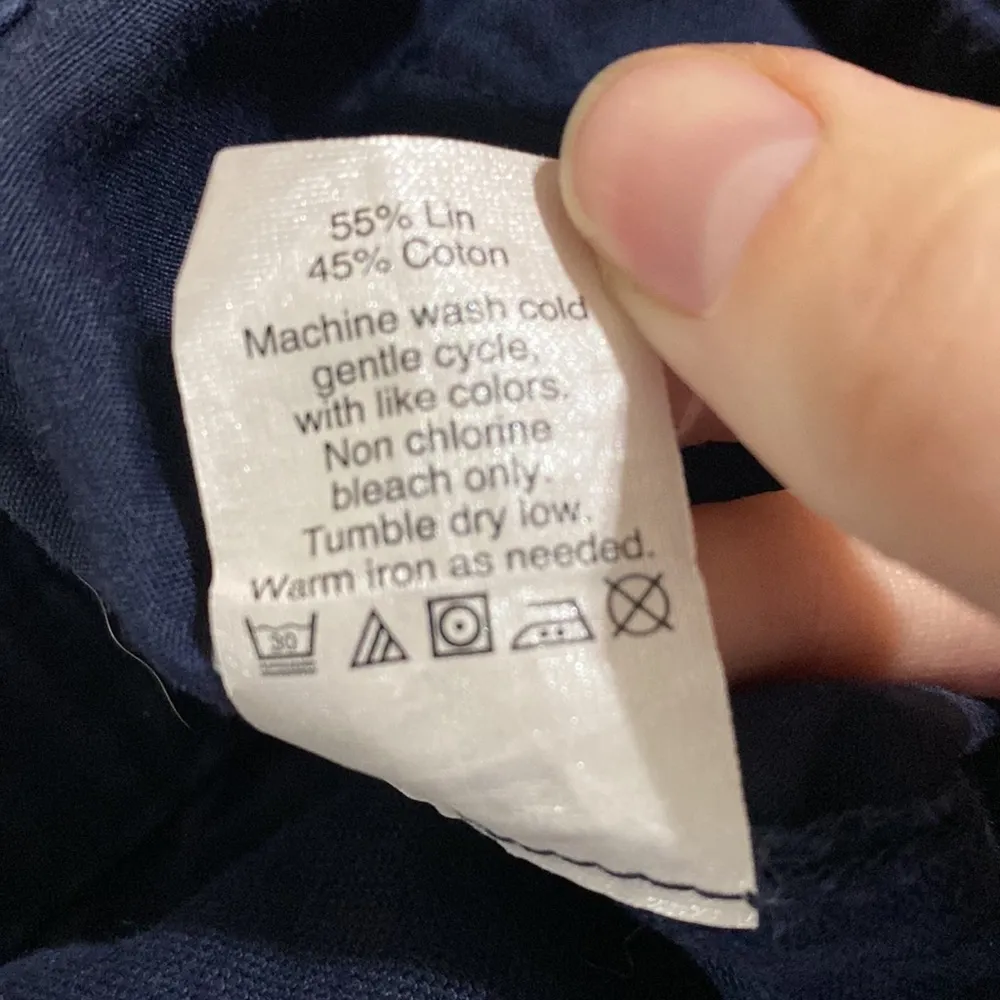 55% Lin
45% Coton
Machine wash cold
gentle cycle,
with like colors.
Non chlorine
bleach only.
Tumble dry low.
Warm iron as needed.
30